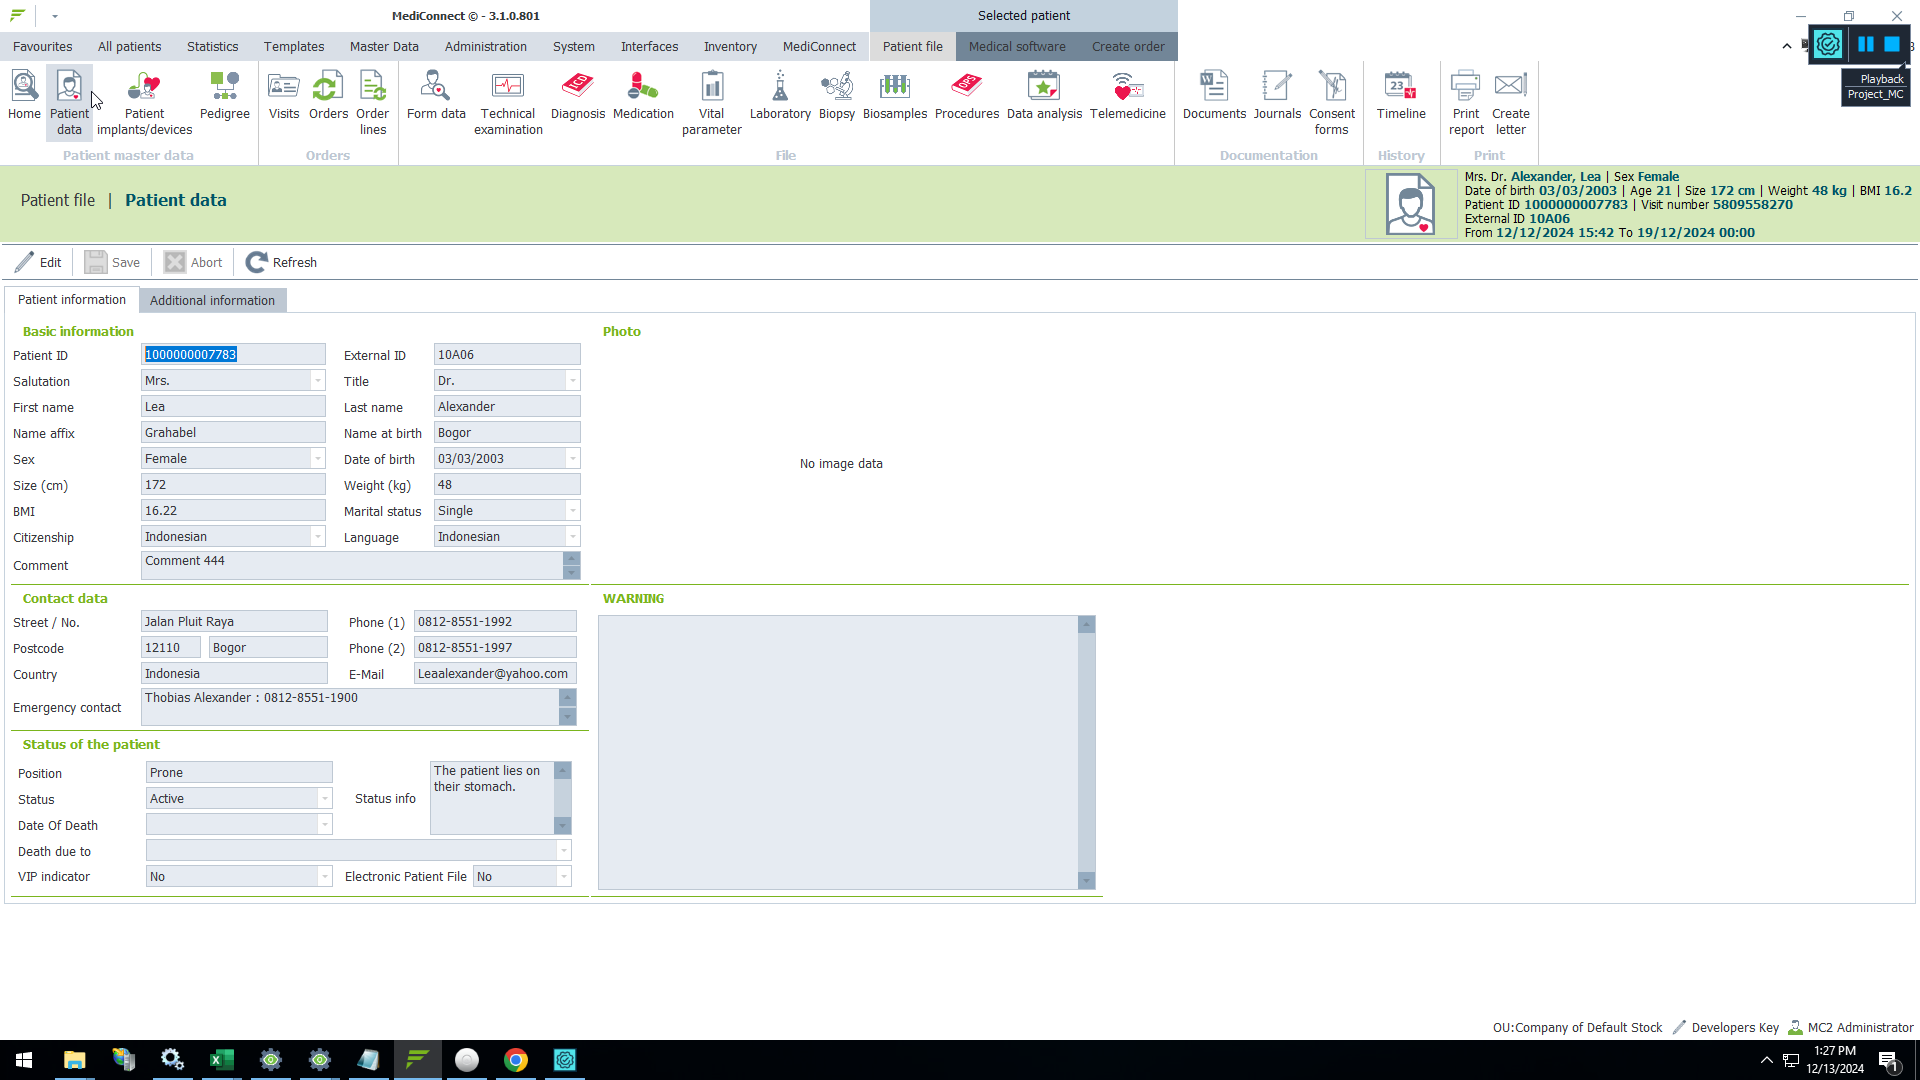 MediConnect © - 3.1.0.801
Selected patient
Favourites All patients Statistics Templates Master Data Administration System Interfaces Inventory MediConnect Patient file Medical software Create order
Playback
Project_MC
Home Patient data Patient implants/devices Pedigree Visits Orders Order lines Form data Technical examination Diagnosis Medication Vital parameter Laboratory Biopsy Biosamples Procedures Data analysis Telemedicine Documents Journals Consent forms Timeline Print report Create letter
Patient master data Orders File Documentation History Print
Patient file | Patient data
Mrs. Dr. Alexander, Lea | Sex Female
Date of birth 03/03/2003 | Age 21 | Size 172 cm | Weight 48 kg | BMI 16.2
Patient ID 1000000007783 | Visit number 5809558270
External ID 10A06
From 12/12/2024 15:42 To 19/12/2024 00:00
Edit Save Abort Refresh
Patient information Additional information
Basic information
Patient ID 1000000007783 External ID 10A06
Salutation Mrs. Title Dr.
First name Lea Last name Alexander
Name affix Grahabel Name at birth Bogor
Sex Female Date of birth 03/03/2003
Size (cm) 172 Weight (kg) 48
BMI 16.22 Marital status Single
Citizenship Indonesian Language Indonesian
Comment Comment 444
Photo
No image data
Contact data
Street / No. Jalan Pluit Raya Phone (1) 0812-8551-1992
Postcode 12110 Bogor Phone (2) 0812-8551-1997
Country Indonesia E-Mail Leaalexander@yahoo.com
Emergency contact Thobias Alexander : 0812-8551-1900
WARNING
Status of the patient
Position Prone
Status Active Status info The patient lies on
their stomach.
Date Of Death
Death due to
VIP indicator No Electronic Patient File No
OU:Company of Default Stock Developers Key MC2 Administrator
1:27 PM
12/13/2024
1